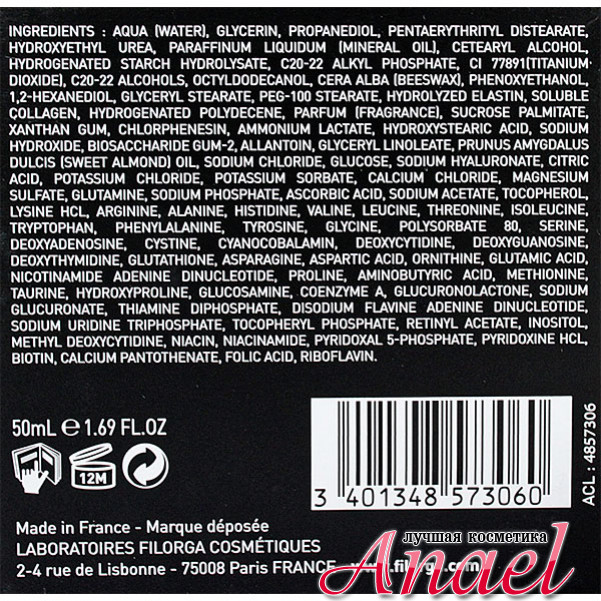 INGREDIENTS : AQUA (WATER), GLYCERIN, PROPANEDIOL, PENTAERYTHRITYL DISTEARATE,
HYDROXYETHYL UREA, PARAFFINUM LIQUIDUM (MINERAL OIL), CETEARYL ALCOHOL,
HYDROGENATED STARCH HYDROLYSATE, C20-22 ALKYL PHOSPHATE, CI 77891(TITANIUM
DIOXIDE), C20-22 ALCOHOLS, OCTYLDODECANOL, CERA ALBA (BEESWAX), PHENOXYETHANOL,
1,2-HEXANEDIOL, GLYCERYL STEARATE, PEG-100 STEARATE, HYDROLYZED ELASTIN, SOLUBLE
COLLAGEN, HYDROGENATED POLYDECENE, PARFUM (FRAGRANCE), SUCROSE PALMITATE,
XANTHAN GUM, CHLORPHENESIN, AMMONIUM LACTATE, HYDROXYSTEARIC ACID, SODIUM
HYDROXIDE, BIOSACCHARIDE GUM-2, ALLANTOIN, GLYCERYL LINOLEATE, PRUNUS AMYGDALUS
DULCIS (SWEET ALMOND) OIL, SODIUM CHLORIDE, GLUCOSE, SODIUM HYALURONATE, CITRIC
ACID, POTASSIUM CHLORIDE, POTASSIUM SORBATE, CALCIUM CHLORIDE, MAGNESIUM
SULFATE, GLUTAMINE, SODIUM PHOSPHATE, ASCORBIC ACID, SODIUM ACETATE, TOCOPHEROL,
LYSINE HCL, ARGININE, ALANINE, HISTIDINE, VALINE, LEUCINE, THREONINE, ISOLEUCINE,
TRYPTOPHAN, PHENYLALANINE, TYROSINE, GLYCINE, POLYSORBATE 80, SERINE,
DEOXYADENOSINE, CYSTINE, CYANOCOBALAMIN, DEOXYCYTIDINE, DEOXYGUANOSINE,
DEOXYTHYMIDINE, GLUTATHIONE, ASPARAGINE, ASPARTIC ACID, ORNITHINE, GLUTAMIC ACID,
NICOTINAMIDE ADENINE DINUCLEOTIDE, PROLINE, AMINOBUTYRIC ACID, METHIONINE,
TAURINE, HYDROXYPROLINE, GLUCOSAMINE, COENZYME A, GLUCURONOLACTONE, SODIUM
GLUCURONATE, THIAMINE DIPHOSPHATE, DISODIUM FLAVINE ADENINE DINUCLEOTIDE,
SODIUM URIDINE TRIPHOSPHATE, TOCOPHERYL PHOSPHATE, RETINYL ACETATE, INOSITOL,
METHYL DEOXYCYTIDINE, NIACIN, NIACINAMIDE, PYRIDOXAL 5-PHOSPHATE, PYRIDOXINE HCL,
BIOTIN, CALCIUM PANTOTHENATE, FOLIC ACID, RIBOFLAVIN.
50mL ℮ 1.69 FL.OZ
12M
3 401348 573060
ACL : 4857306
Made in France - Marque déposée
LABORATOIRES FILORGA COSMÉTIQUES
2-4 rue de Lisbonne - 75008 Paris FRANCE
www.filorga.com
лучшая косметика
Anael